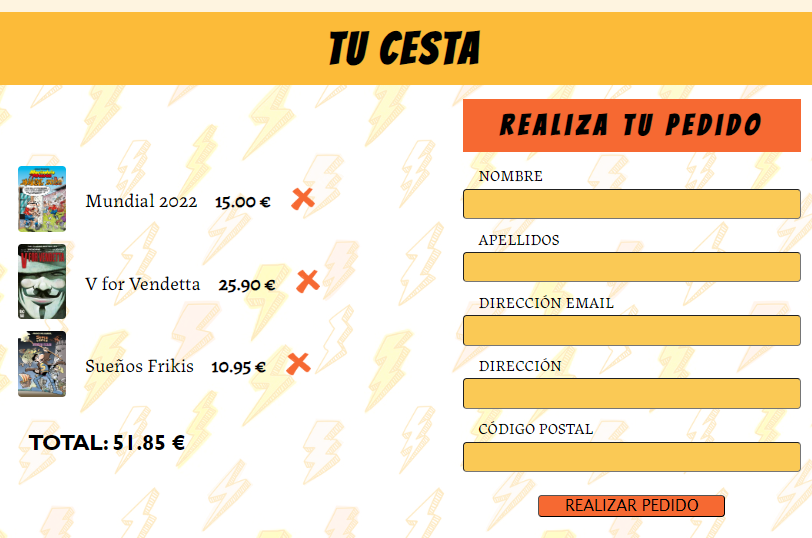 TU CESTA
Mundial 2022 15.00 €
V for Vendetta 25.90 €
Sueños Frikis 10.95 €
TOTAL: 51.85 €
REALIZA TU PEDIDO
NOMBRE
APELLIDOS
DIRECCIÓN EMAIL
DIRECCIÓN
CÓDIGO POSTAL
REALIZAR PEDIDO